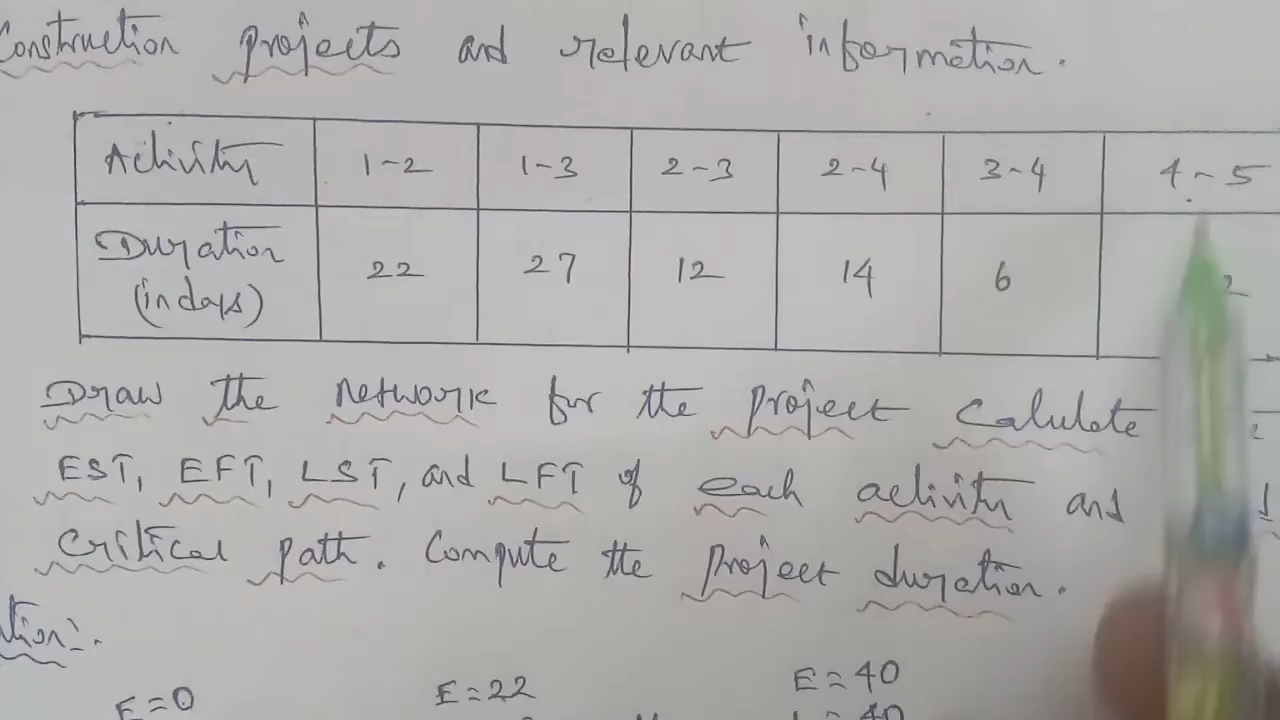 Construction projects and relevant information.
Activity 1-2 1-3 2-3 2-4 3-4 4-5
Duration (in days) 22 27 12 14 6
Draw the network for the project Calulate
EST, EFT, LST, and LFT of each activity and
Critical path. Compute the project duration.
E=0 E=22 E=40